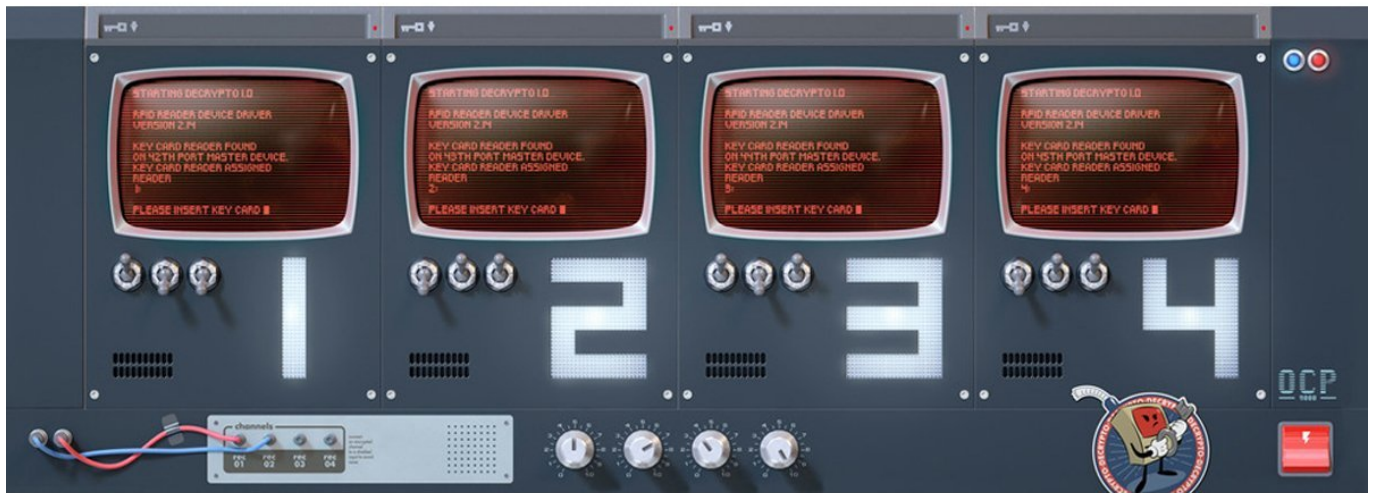 STARTING DECRYPTO 1.0
RFID READER DEVICE DRIVER
VERSION 2.14
KEY CARD READER FOUND
ON 42TH PORT MASTER DEVICE.
KEY CARD READER ASSIGNED
READER
1:
PLEASE INSERT KEY CARD
1
STARTING DECRYPTO 1.0
RFID READER DEVICE DRIVER
VERSION 2.14
KEY CARD READER FOUND
ON 43TH PORT MASTER DEVICE.
KEY CARD READER ASSIGNED
READER
2:
PLEASE INSERT KEY CARD
2
STARTING DECRYPTO 1.0
RFID READER DEVICE DRIVER
VERSION 2.14
KEY CARD READER FOUND
ON 44TH PORT MASTER DEVICE.
KEY CARD READER ASSIGNED
READER
3:
PLEASE INSERT KEY CARD
3
STARTING DECRYPTO 1.0
RFID READER DEVICE DRIVER
VERSION 2.14
KEY CARD READER FOUND
ON 45TH PORT MASTER DEVICE.
KEY CARD READER ASSIGNED
READER
4:
PLEASE INSERT KEY CARD
4
OCP
channels
01 02 03 04
DECRYPTO DECRYPTO DECRYPTO